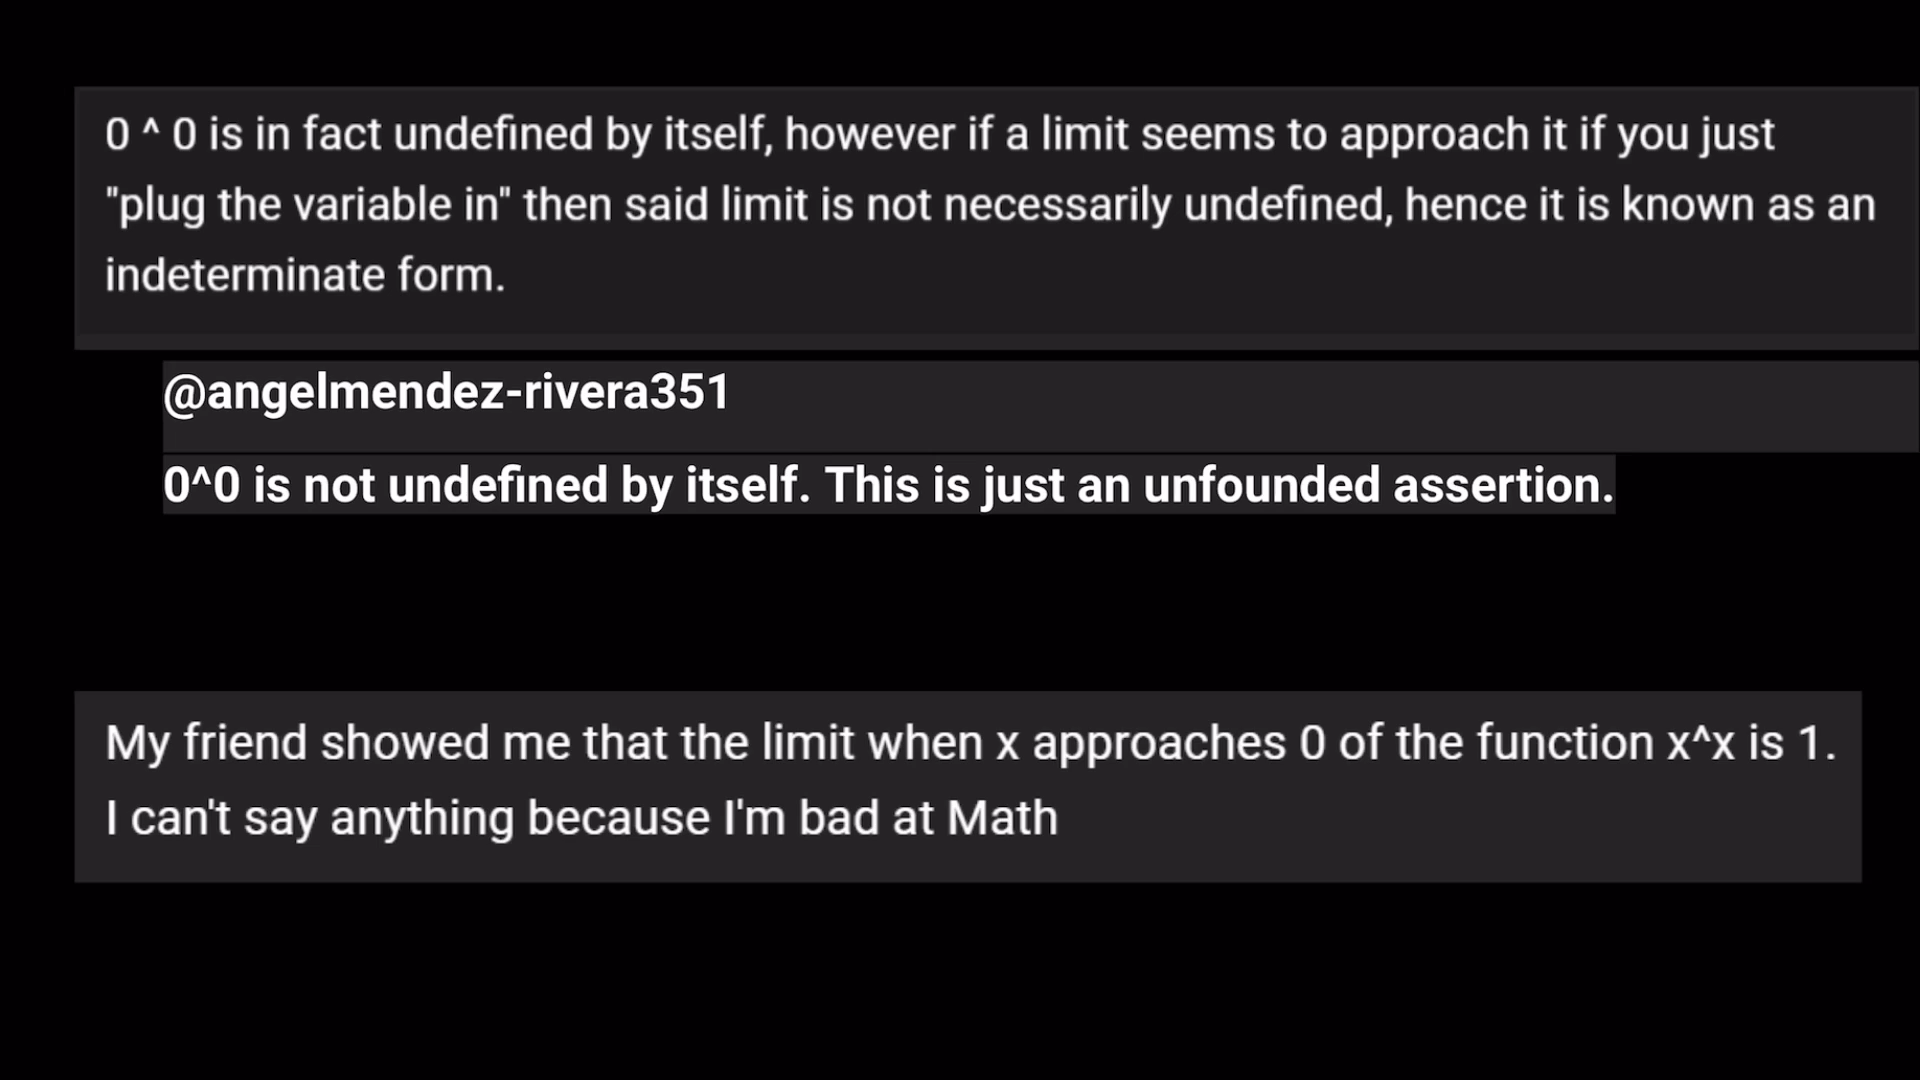 0 ^ 0 is in fact undefined by itself, however if a limit seems to approach it if you just
"plug the variable in" then said limit is not necessarily undefined, hence it is known as an
indeterminate form.
@angelmendez-rivera351
0^0 is not undefined by itself. This is just an unfounded assertion.
My friend showed me that the limit when x approaches 0 of the function x^x is 1.
I can't say anything because I'm bad at Math